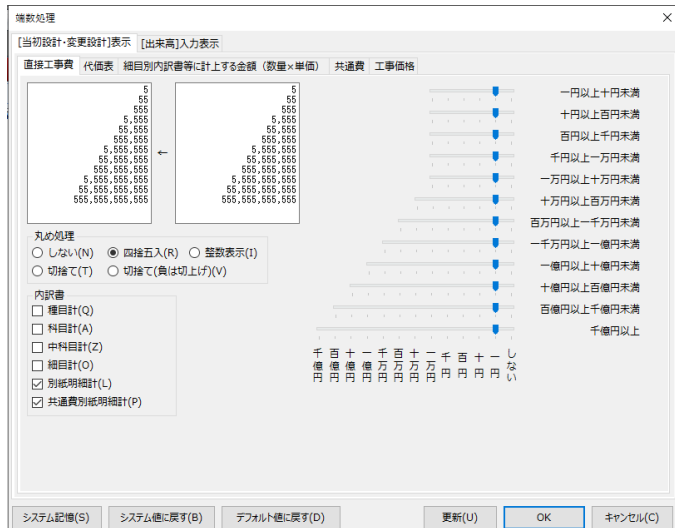 端数処理
[当初設計・変更設計]表示 [出来高]入力表示
直接工事費 代価表 細目別内訳書等に計上する金額（数量×単価） 共通費 工事価格
5
55
555
5,555
55,555
555,555
5,555,555
55,555,555
555,555,555
5,555,555,555
55,555,555,555
555,555,555,555
←
5
55
555
5,555
55,555
555,555
5,555,555
55,555,555
555,555,555
5,555,555,555
55,555,555,555
555,555,555,555
丸め処理
しない(N) 四捨五入(R) 整数表示(I)
切捨て(T) 切捨て(負は切上げ)(V)
内訳書
種目計(Q)
科目計(A)
中科目計(Z)
細目計(O)
別紙明細計(L)
共通費別紙明細計(P)
一円以上十円未満
十円以上百円未満
百円以上千円未満
千円以上一万円未満
一万円以上十万円未満
十万円以上百万円未満
百万円以上一千万円未満
一千万円以上一億円未満
一億円以上十億円未満
十億円以上百億円未満
百億円以上千億円未満
千億円以上
千億円 百億円 十億円 一億円 千万円 百万円 十万円 一万円 千円 百円 十円 一円 しない
システム記憶(S) システム値に戻す(B) デフォルト値に戻す(D) 更新(U) OK キャンセル(C)